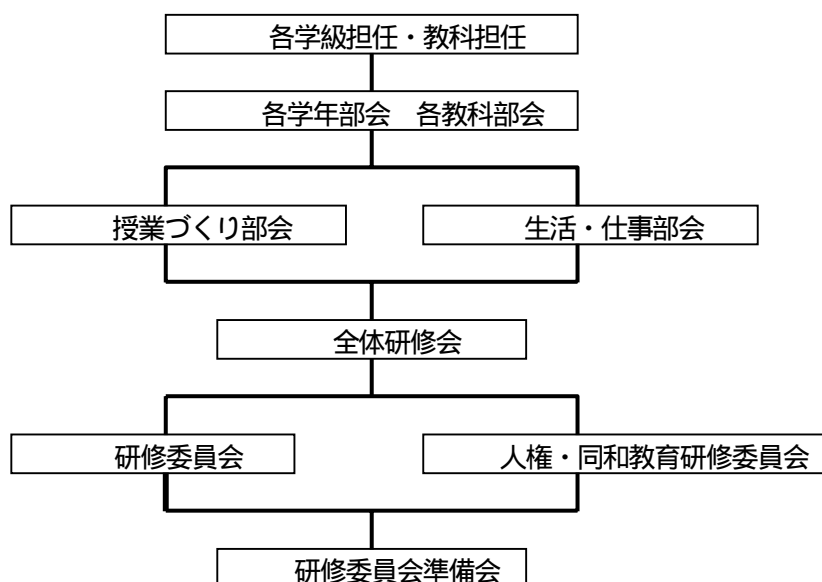 各学級担任・教科担任
各学年部会　各教科部会
授業づくり部会
生活・仕事部会
全体研修会
研修委員会
人権・同和教育研修委員会
研修委員会準備会